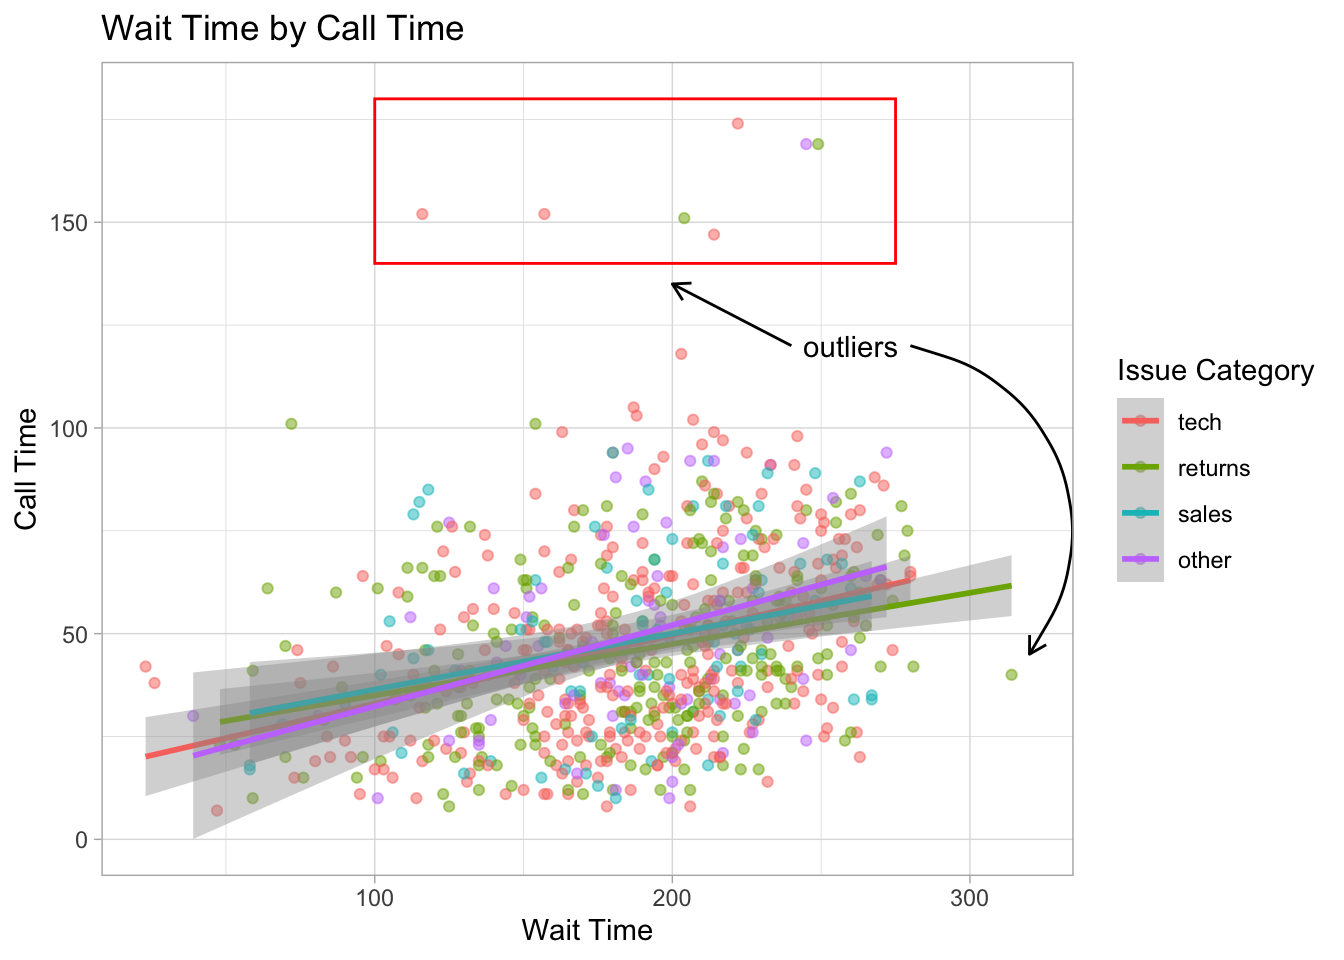 Wait Time by Call Time
150
100
50
0
Call Time
outliers
100
200
300
Wait Time
Issue Category
tech
returns
sales
other